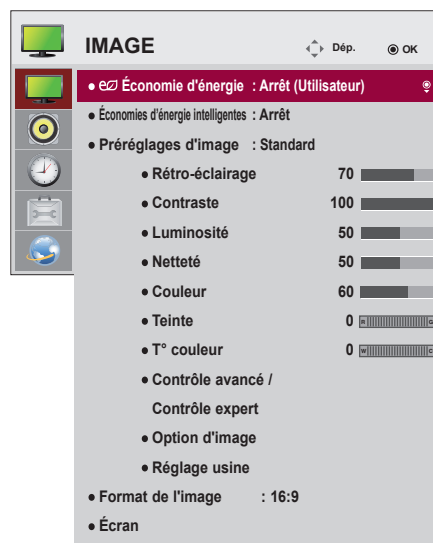 IMAGE Dép. OK
• Économie d'énergie : Arrêt (Utilisateur)
• Économies d'énergie intelligentes : Arrêt
• Préréglages d'image : Standard
• Rétro-éclairage 70
• Contraste 100
• Luminosité 50
• Netteté 50
• Couleur 60
• Teinte 0 R G
• T° couleur 0 W C
• Contrôle avancé /
Contrôle expert
• Option d'image
• Réglage usine
• Format de l'image : 16:9
• Écran